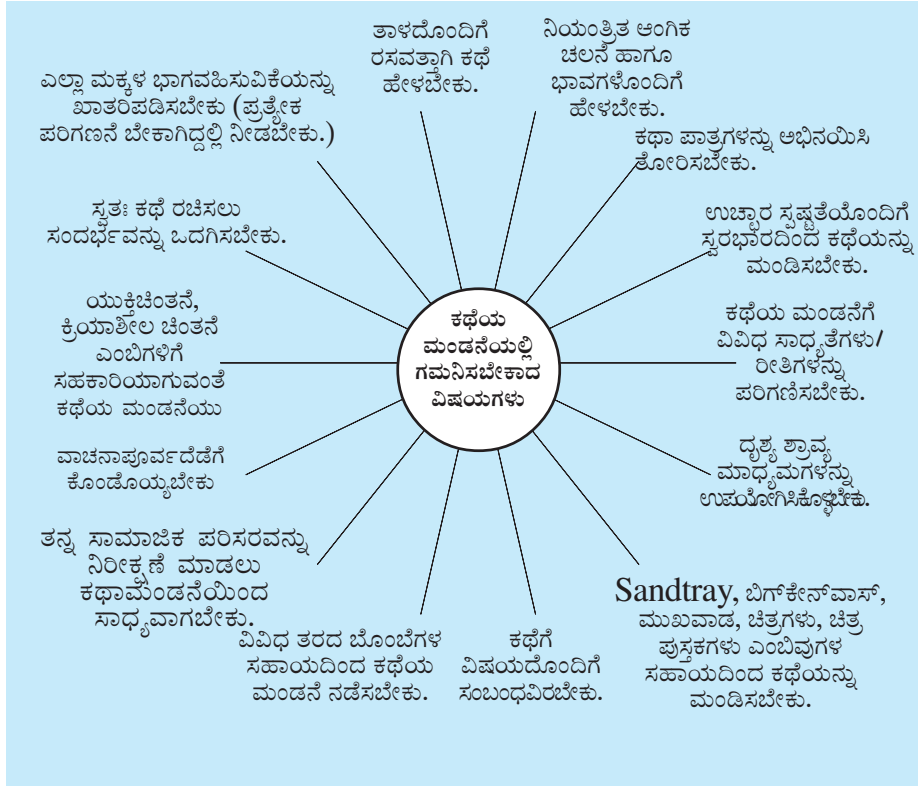 ತಾಳದೊಂದಿಗೆ
ರಸವತ್ತಾಗಿ ಕಥೆ
ಹೇಳಬೇಕು.
ನಿಯಂತ್ರಿತ ಆಂಗಿಕ
ಚಲನೆ ಹಾಗೂ
ಭಾವಗಳೊಂದಿಗೆ
ಹೇಳಬೇಕು.
ಎಲ್ಲಾ ಮಕ್ಕಳ ಭಾಗವಹಿಸುವಿಕೆಯನ್ನು
ಖಾತರಿಪಡಿಸಬೇಕು (ಪ್ರತ್ಯೇಕ
ಪರಿಗಣನೆ ಬೇಕಾಗಿದ್ದಲ್ಲಿ ನೀಡಬೇಕು.)
ಕಥಾ ಪಾತ್ರಗಳನ್ನು ಅಭಿನಯಿಸಿ
ತೋರಿಸಬೇಕು.
ಸ್ವತಃ ಕಥೆ ರಚಿಸಲು
ಸಂದರ್ಭವನ್ನು ಒದಗಿಸಬೇಕು.
ಉಚ್ಛಾರ ಸ್ಪಷ್ಟತೆಯೊಂದಿಗೆ
ಸ್ವರಭಾರದಿಂದ ಕಥೆಯನ್ನು
ಮಂಡಿಸಬೇಕು.
ಯುಕ್ತಿಚಿಂತನೆ,
ಕ್ರಿಯಾಶೀಲ ಚಿಂತನೆ
ಎಂಬಿಗಳಿಗೆ
ಸಹಕಾರಿಯಾಗುವಂತೆ
ಕಥೆಯ ಮಂಡನೆಯು
ಕಥೆಯ
ಮಂಡನೆಯಲ್ಲಿ
ಗಮನಿಸಬೇಕಾದ
ವಿಷಯಗಳು
ಕಥೆಯ ಮಂಡನೆಗೆ
ವಿವಿಧ ಸಾಧ್ಯತೆಗಳು/
ರೀತಿಗಳನ್ನು
ಪರಿಗಣಿಸಬೇಕು.
ವಾಚನಾಪೂರ್ವದೆಡೆಗೆ
ಕೊಂಡೊಯ್ಯಬೇಕು
ದೃಶ್ಯ ಶ್ರಾವ್ಯ
ಮಾಧ್ಯಮಗಳನ್ನು
ಉಪಯೋಗಿಸಿಕೊಳ್ಳಬೇಕು.
ತನ್ನ ಸಾಮಾಜಿಕ ಪರಿಸರವನ್ನು
ನಿರೀಕ್ಷಣೆ ಮಾಡಲು
ಕಥಾಮಂಡನೆಯಿಂದ
ಸಾಧ್ಯವಾಗಬೇಕು.
ವಿವಿಧ ತರದ ಬೊಂಬೆಗಳ
ಸಹಾಯದಿಂದ ಕಥೆಯ
ಮಂಡನೆ ನಡೆಸಬೇಕು.
ಕಥೆಗೆ
ವಿಷಯದೊಂದಿಗೆ
ಸಂಬಂಧವಿರಬೇಕು.
Sandtray, ಬಿಗ್‌ಕೇನ್‌ವಾಸ್,
ಮುಖವಾಡ, ಚಿತ್ರಗಳು, ಚಿತ್ರ
ಪುಸ್ತಕಗಳು ಎಂಬಿವುಗಳ
ಸಹಾಯದಿಂದ ಕಥೆಯನ್ನು
ಮಂಡಿಸಬೇಕು.